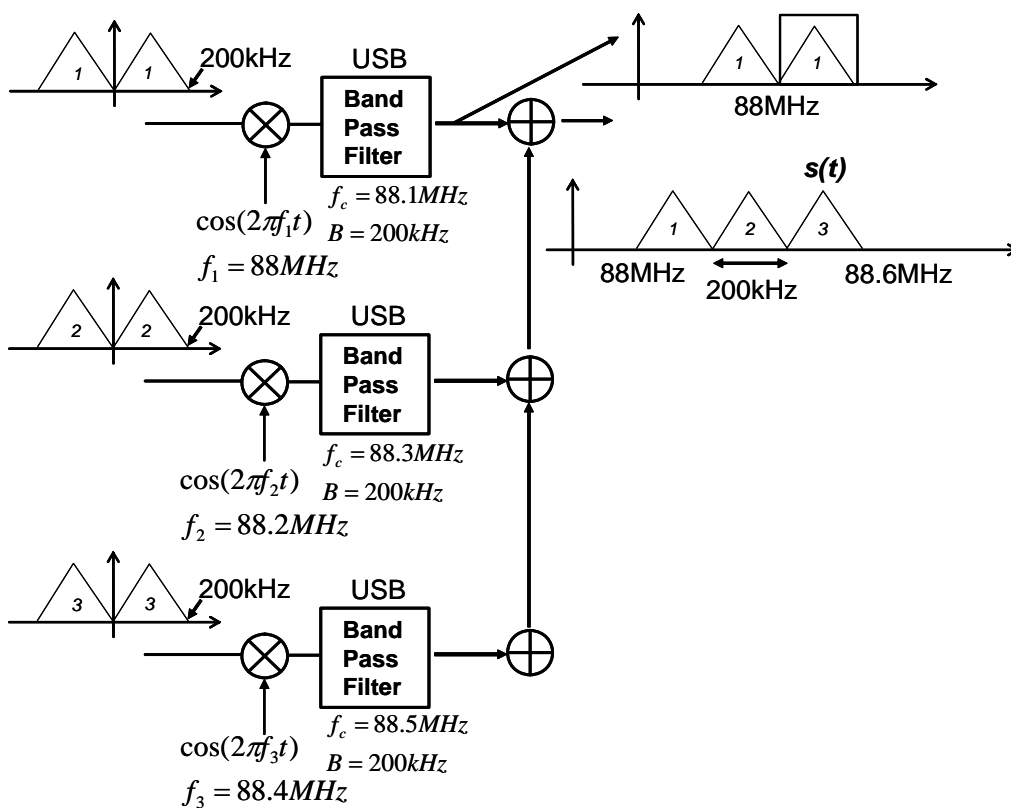 1 1
200kHz
USB
Band
Pass
Filter
f_c = 88.1MHz
B = 200kHz
cos(2πf_1t)
f_1 = 88MHz
1 1
88MHz
s(t)
1 2 3
88MHz
200kHz
88.6MHz
2 2
200kHz
USB
Band
Pass
Filter
f_c = 88.3MHz
B = 200kHz
cos(2πf_2t)
f_2 = 88.2MHz
3 3
200kHz
USB
Band
Pass
Filter
f_c = 88.5MHz
B = 200kHz
cos(2πf_3t)
f_3 = 88.4MHz